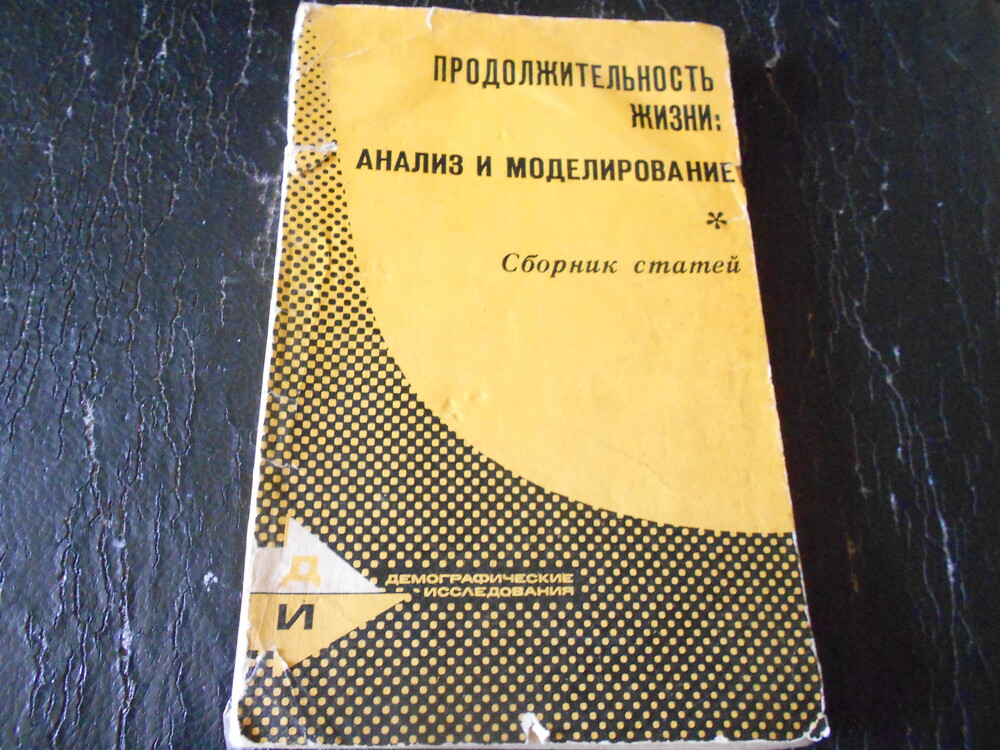 ПРОДОЛЖИТЕЛЬНОСТЬ
ЖИЗНИ:
АНАЛИЗ И МОДЕЛИРОВАНИЕ
*
Сборник статей
Д
И
ДЕМОГРАФИЧЕСКИЕ
ИССЛЕДОВАНИЯ